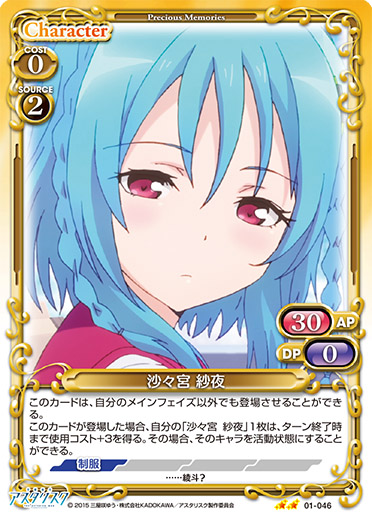 Precious Memories
Character
COST
0
SOURCE
2
30 AP
DP 0
沙々宮 紗夜
このカードは、自分のメインフェイズ以外でも登場させることができ
る。
このカードが登場した場合、自分の「沙々宮 紗夜」1枚は、ターン終了時
まで使用コスト+3を得る。その場合、そのキャラを活動状態にすること
ができる。
制服
……綾斗?
アスタリスク
01-046
© 2015 三屋咲ゆう・株式会社KADOKAWA/アスタリスク製作委員会